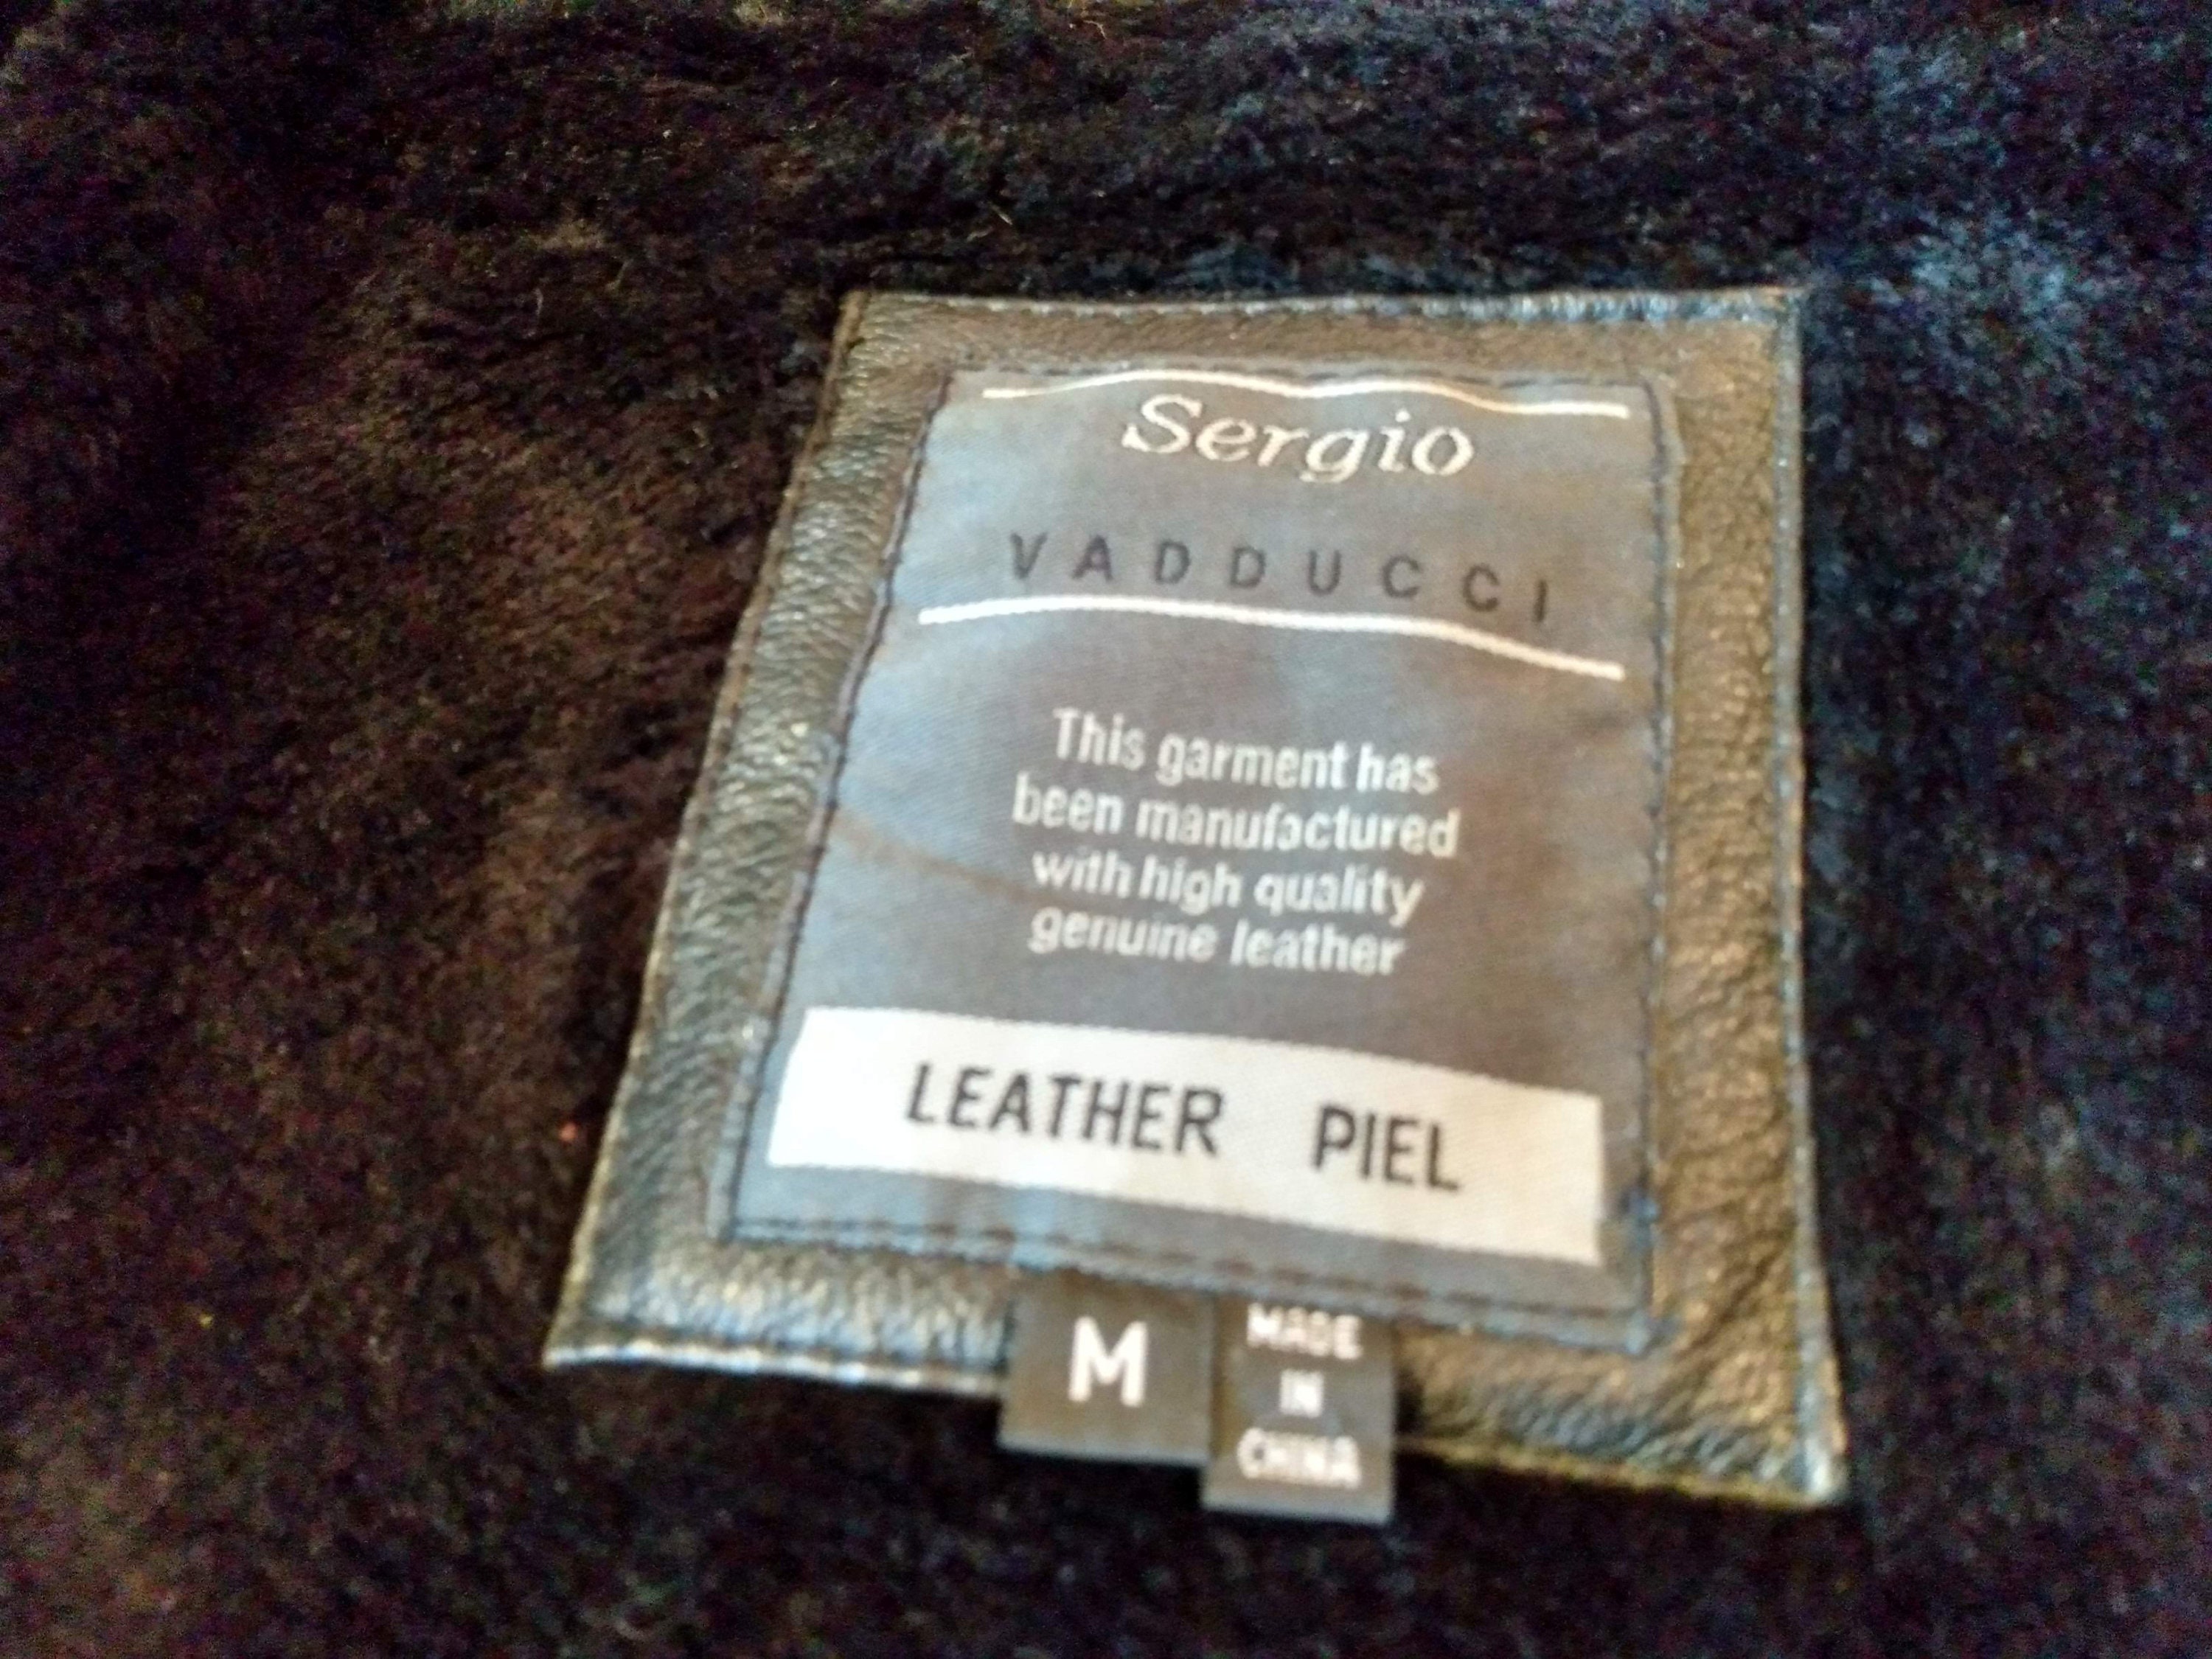 Sergio
VADDUCCI
This garment has
been manufactured
with high quality
genuine leather
LEATHER PIEL
M
MADE
IN
CHINA